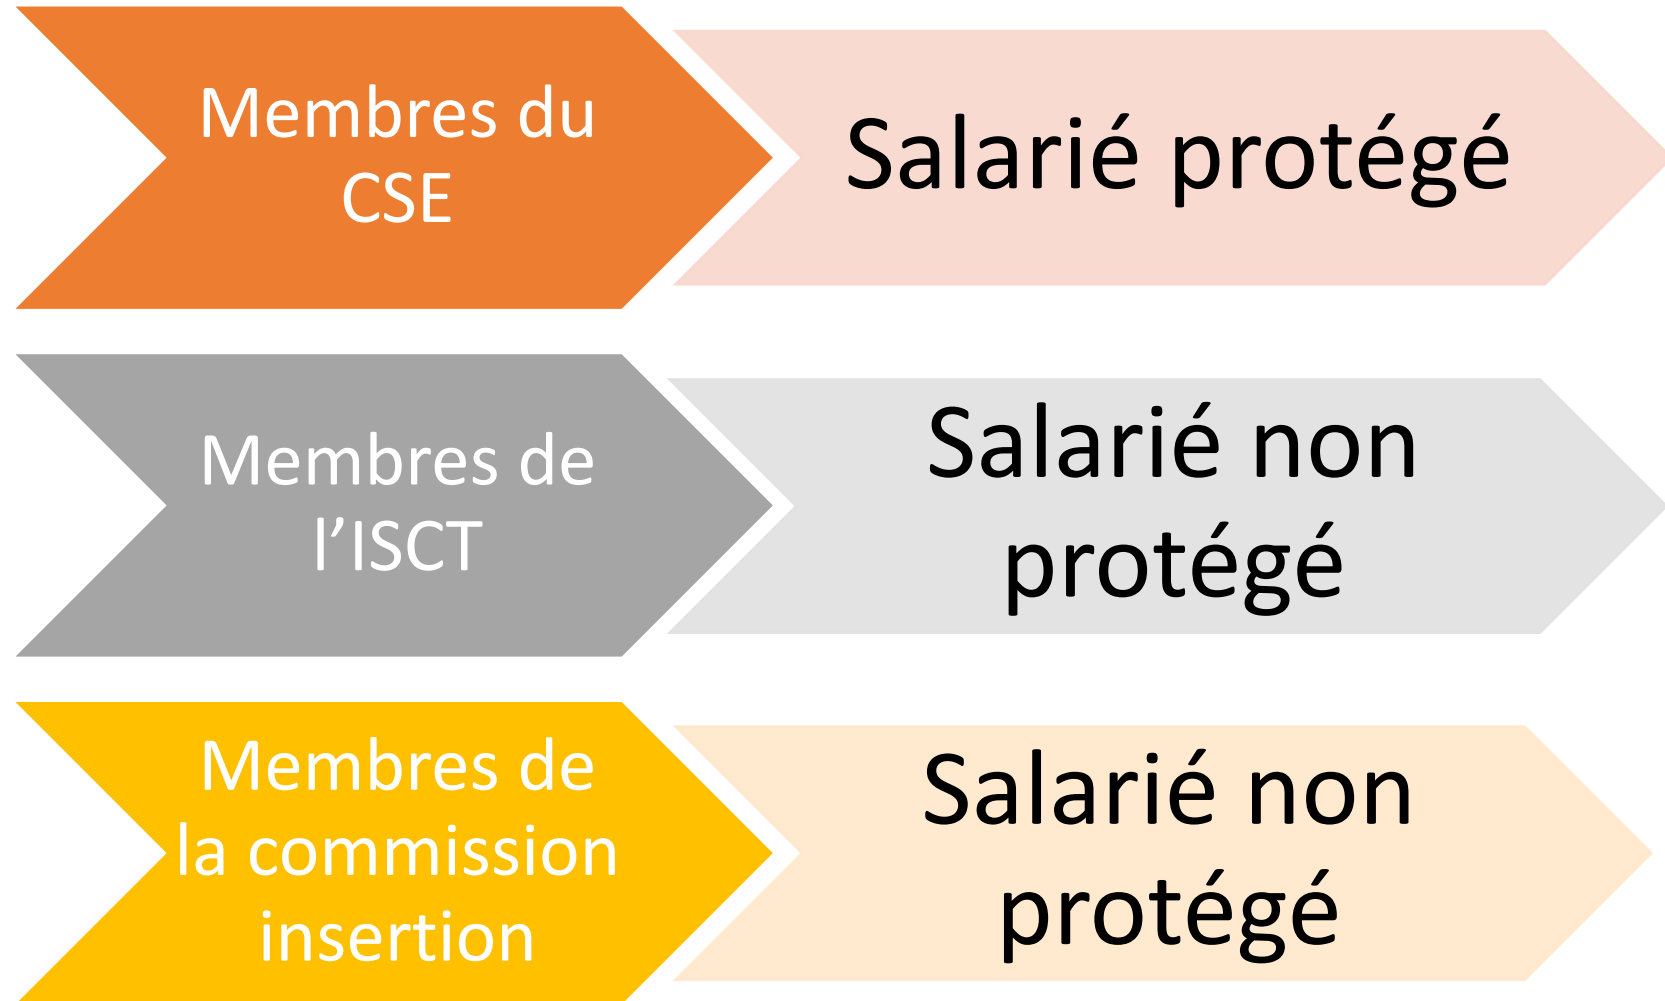 Membres du
CSE
Salarié protégé
Membres de
l’ISCT
Salarié non
protégé
Membres de
la commission
insertion
Salarié non
protégé